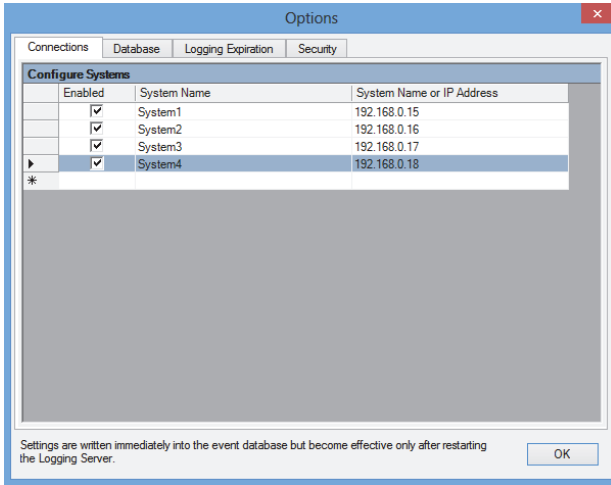 Options
Connections Database Logging Expiration Security
Configure Systems
Enabled System Name System Name or IP Address
System1 192.168.0.15
System2 192.168.0.16
System3 192.168.0.17
System4 192.168.0.18
Settings are written immediately into the event database but become effective only after restarting
the Logging Server.
OK